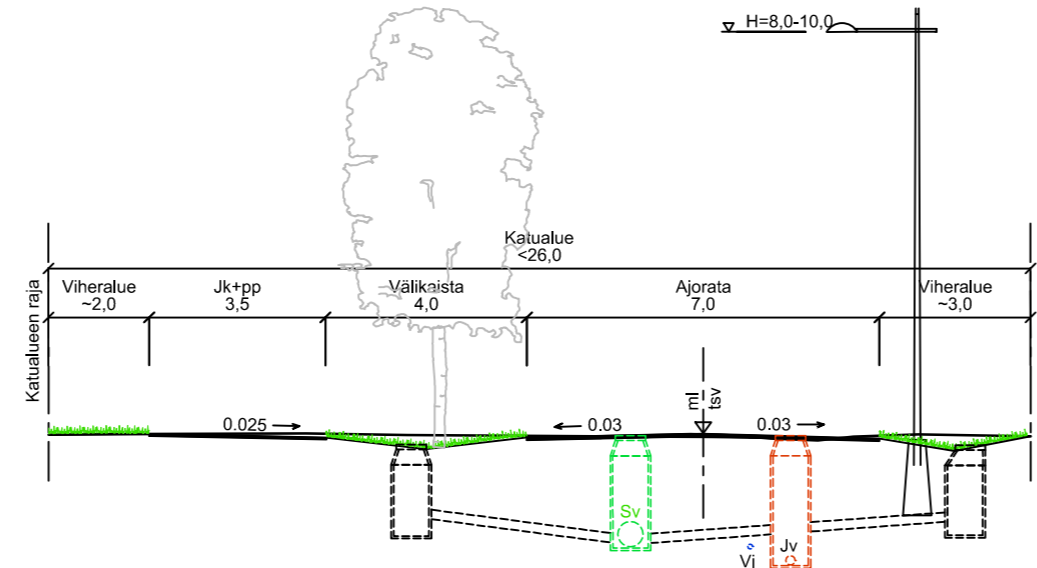 H=8,0-10,0
Katualue
<26,0
Katualueen raja
Viheralue
~2,0
Jk+pp
3,5
Välikaista
4,0
Ajorata
7,0
Viheralue
~3,0
ml
tsv
0.025
0.03
0.03
Sv
Vj
Jv